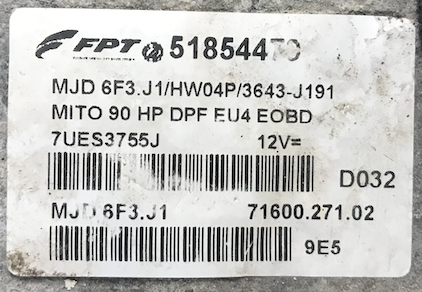 FPT 51854470
MJD 6F3.J1/HW04P/3643-J191
MITO 90 HP DPF EU4 EOBD
7UES3755J 12V=
D032
MJD 6F3.J1 71600.271.02
9E5